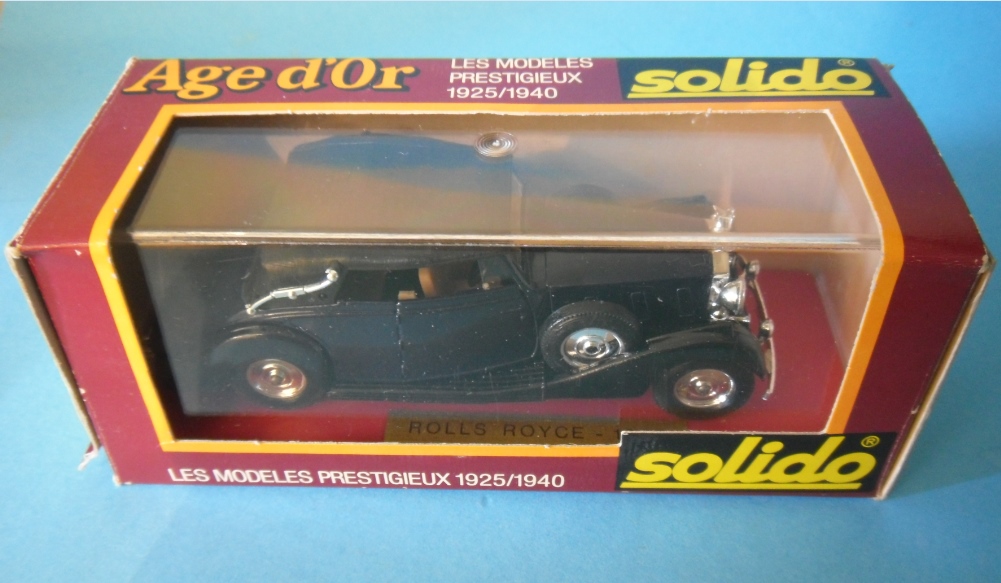 Age d'Or
LES MODELES
PRESTIGIEUX
1925/1940
solido®
ROLLS ROYCE -
LES MODELES PRESTIGIEUX 1925/1940
solido®